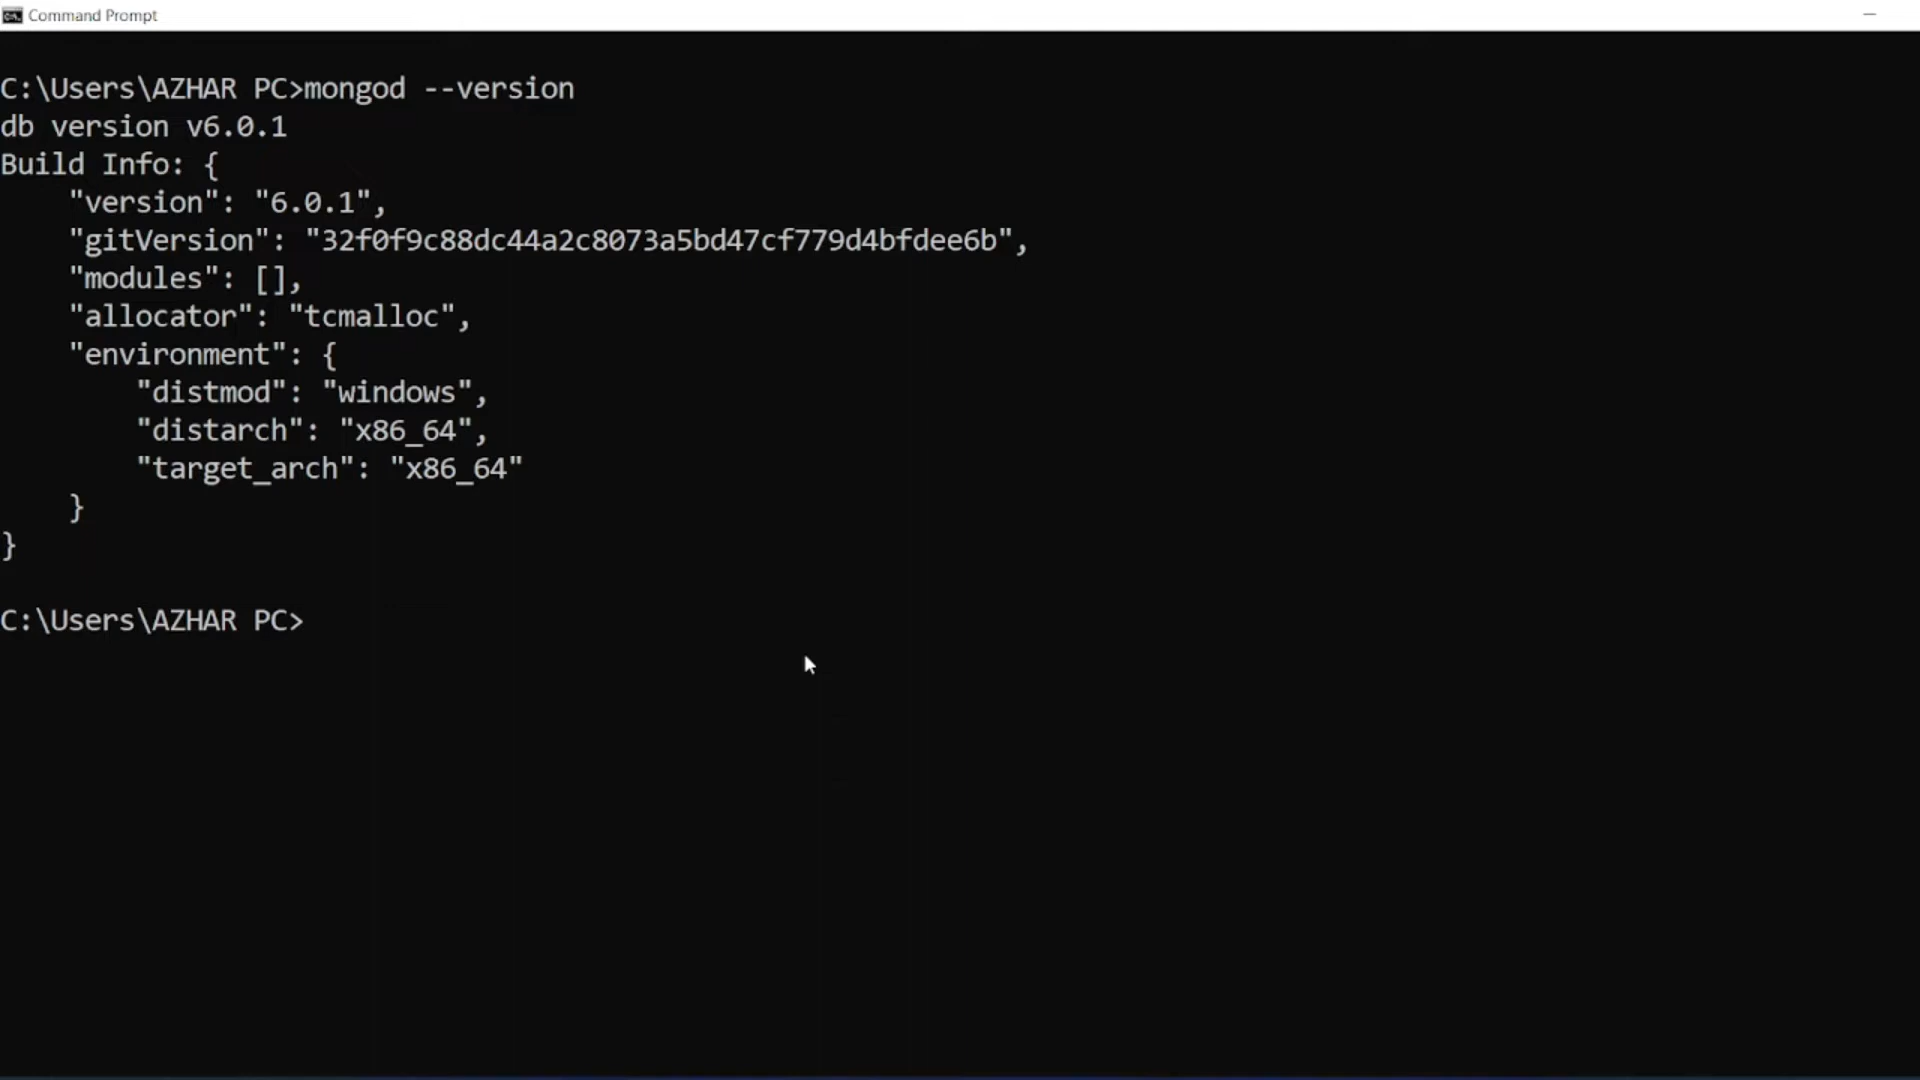 Command Prompt
C:\Users\AZHAR PC>mongod --version
db version v6.0.1
Build Info: {
    "version": "6.0.1",
    "gitVersion": "32f0f9c88dc44a2c8073a5bd47cf779d4bfdee6b",
    "modules": [],
    "allocator": "tcmalloc",
    "environment": {
        "distmod": "windows",
        "distarch": "x86_64",
        "target_arch": "x86_64"
    }
}
C:\Users\AZHAR PC>